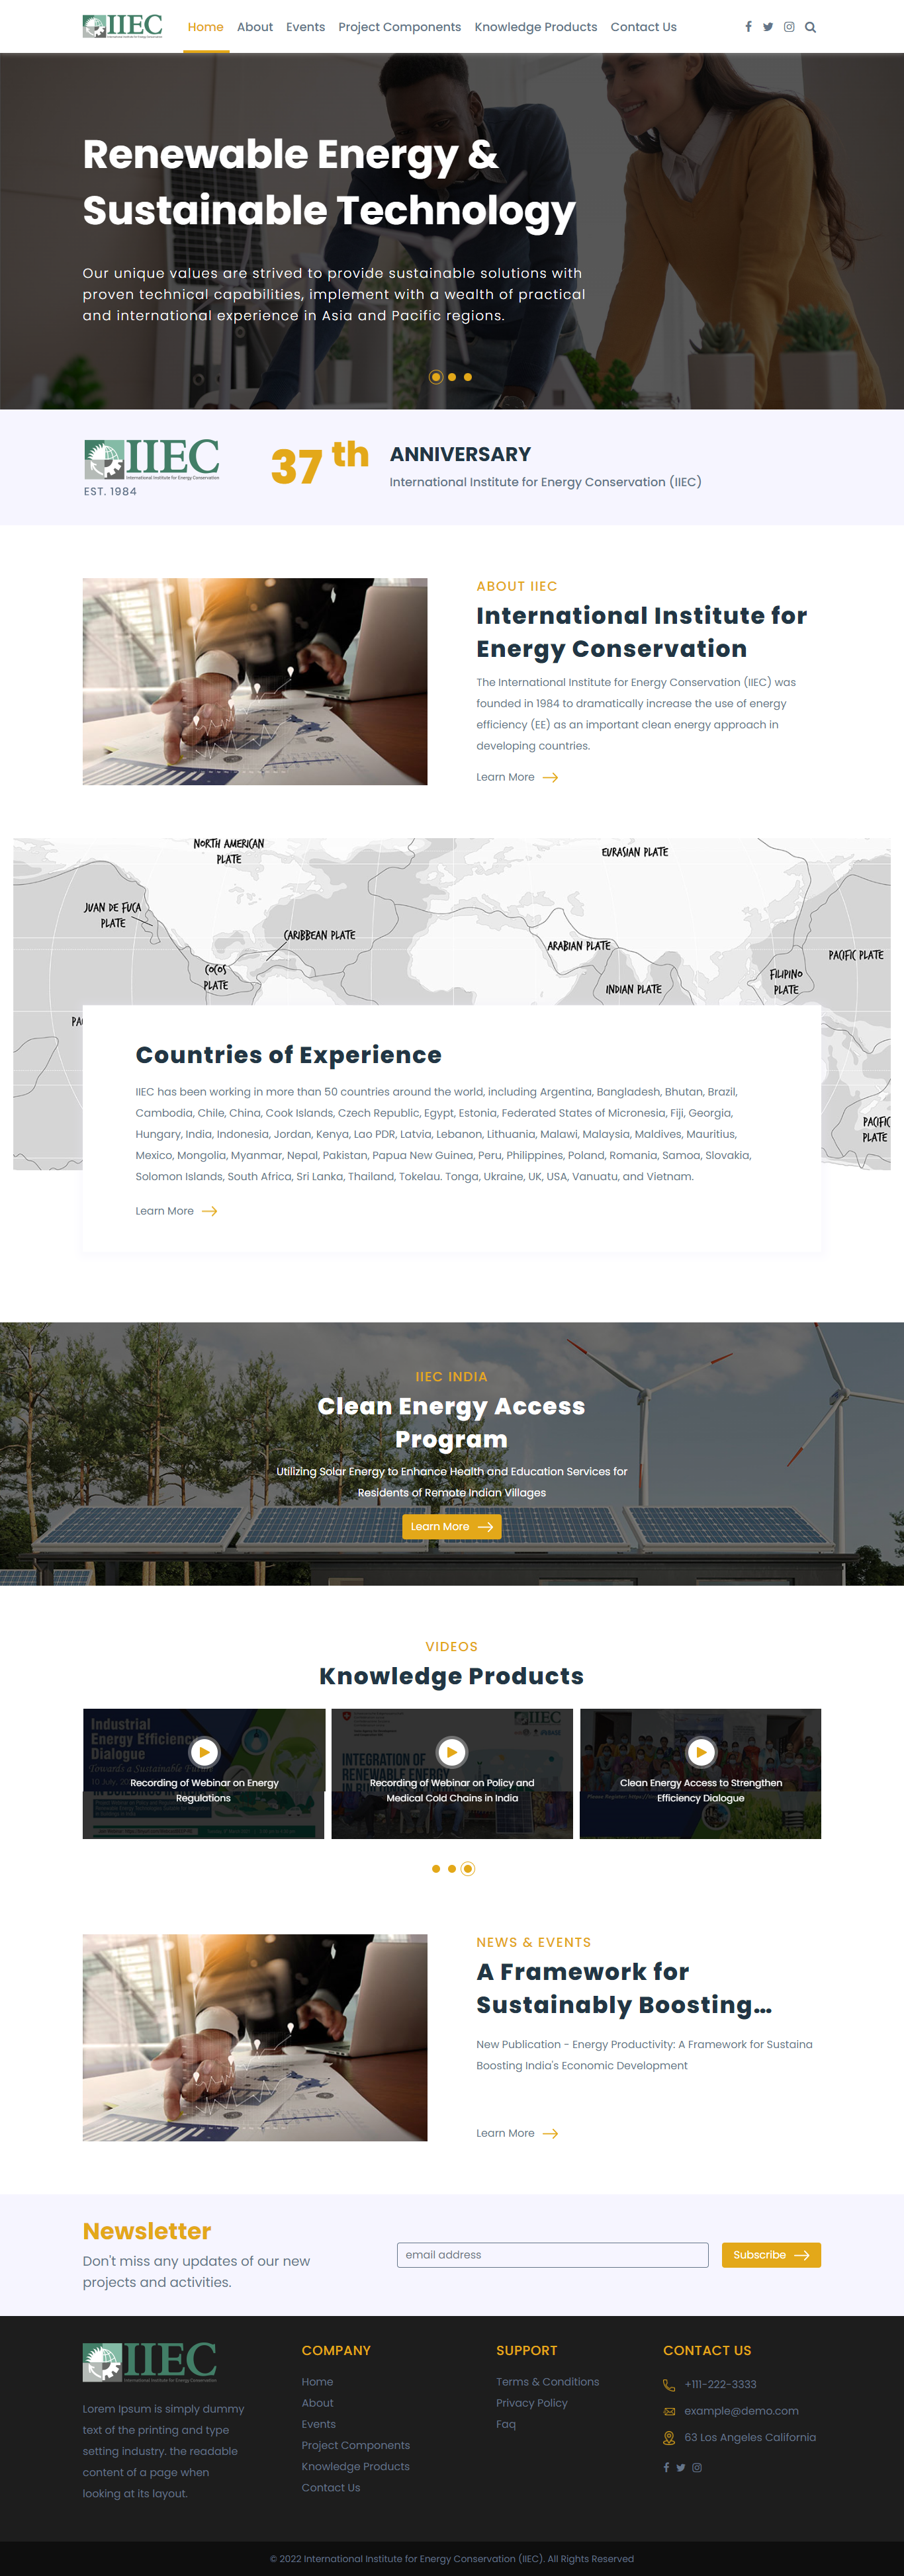 IIEC
International Institute for Energy Conservation
Home About Events Project Components Knowledge Products Contact Us
Renewable Energy &
Sustainable Technology
Our unique values are strived to provide sustainable solutions with
proven technical capabilities, implement with a wealth of practical
and international experience in Asia and Pacific regions.
IIEC
International Institute for Energy Conservation
EST. 1984
37 th
ANNIVERSARY
International Institute for Energy Conservation (IIEC)
ABOUT IIEC
International Institute for
Energy Conservation
The International Institute for Energy Conservation (IIEC) was
founded in 1984 to dramatically increase the use of energy
efficiency (EE) as an important clean energy approach in
developing countries.
Learn More
NORTH AMERICAN
PLATE
EURASIAN PLATE
JUAN DE FUCA
PLATE
CARIBBEAN PLATE
ARABIAN PLATE
PACIFIC PLATE
COCOS
PLATE
FILIPINO
PLATE
INDIAN PLATE
PA
PACIFIC
PLATE
Countries of Experience
IIEC has been working in more than 50 countries around the world, including Argentina, Bangladesh, Bhutan, Brazil,
Cambodia, Chile, China, Cook Islands, Czech Republic, Egypt, Estonia, Federated States of Micronesia, Fiji, Georgia,
Hungary, India, Indonesia, Jordan, Kenya, Lao PDR, Latvia, Lebanon, Lithuania, Malawi, Malaysia, Maldives, Mauritius,
Mexico, Mongolia, Myanmar, Nepal, Pakistan, Papua New Guinea, Peru, Philippines, Poland, Romania, Samoa, Slovakia,
Solomon Islands, South Africa, Sri Lanka, Thailand, Tokelau. Tonga, Ukraine, UK, USA, Vanuatu, and Vietnam.
Learn More
IIEC INDIA
Clean Energy Access
Program
Utilizing Solar Energy to Enhance Health and Education Services for
Residents of Remote Indian Villages
Learn More
VIDEOS
Knowledge Products
Industrial
Energy Efficiency
Dialogue
Towards a Sustainable Future
10 July, 20
Recording of Webinar on Energy
Regulations
IIEC
INTEGRATION OF
RENEWABLE ENERGY
Recording of Webinar on Policy and
Medical Cold Chains in India
Clean Energy Access to Strengthen
Efficiency Dialogue
NEWS & EVENTS
A Framework for
Sustainably Boosting...
New Publication - Energy Productivity: A Framework for Sustaina
Boosting India's Economic Development
Learn More
Newsletter
Don't miss any updates of our new
projects and activities.
email address
Subscribe
IIEC
International Institute for Energy Conservation
Lorem Ipsum is simply dummy
text of the printing and type
setting industry. the readable
content of a page when
looking at its layout.
COMPANY
Home
About
Events
Project Components
Knowledge Products
Contact Us
SUPPORT
Terms & Conditions
Privacy Policy
Faq
CONTACT US
+111-222-3333
example@demo.com
63 Los Angeles California
© 2022 International Institute for Energy Conservation (IIEC). All Rights Reserved